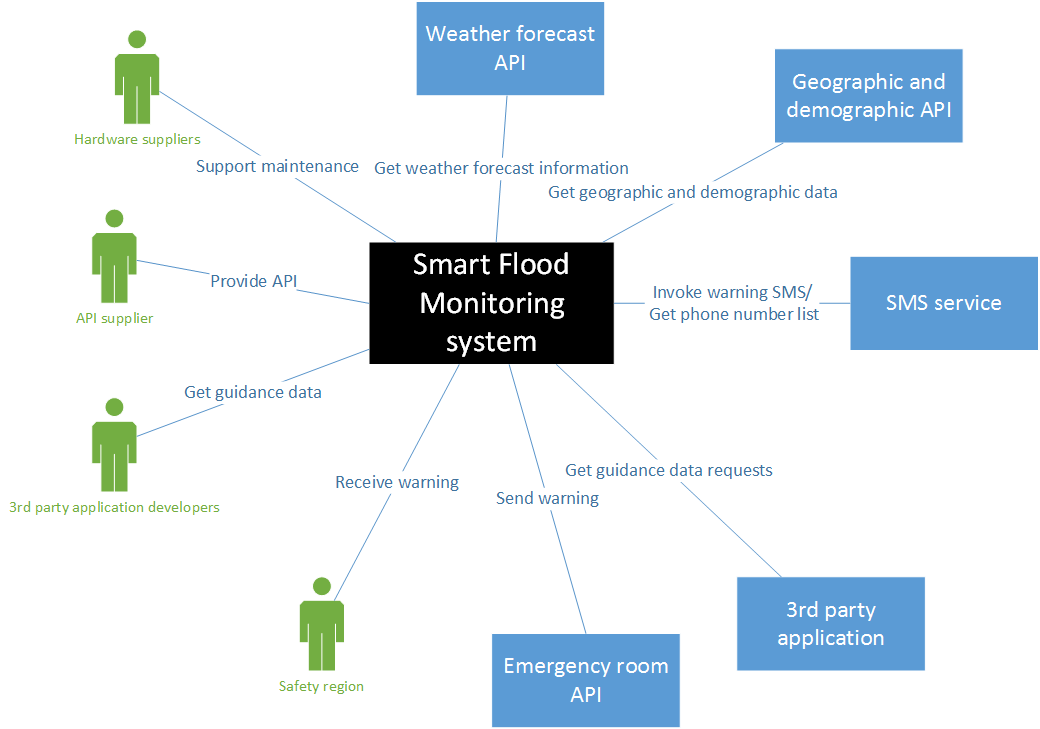 Weather forecast
API
Geographic and
demographic API
Hardware suppliers
Support maintenance
Get weather forecast information
Get geographic and demographic data
Smart Flood
Monitoring
system
Provide API
API supplier
Invoke warning SMS/
Get phone number list
SMS service
Get guidance data
3rd party application developers
Receive warning
Send warning
Get guidance data requests
3rd party
application
Safety region
Emergency room
API